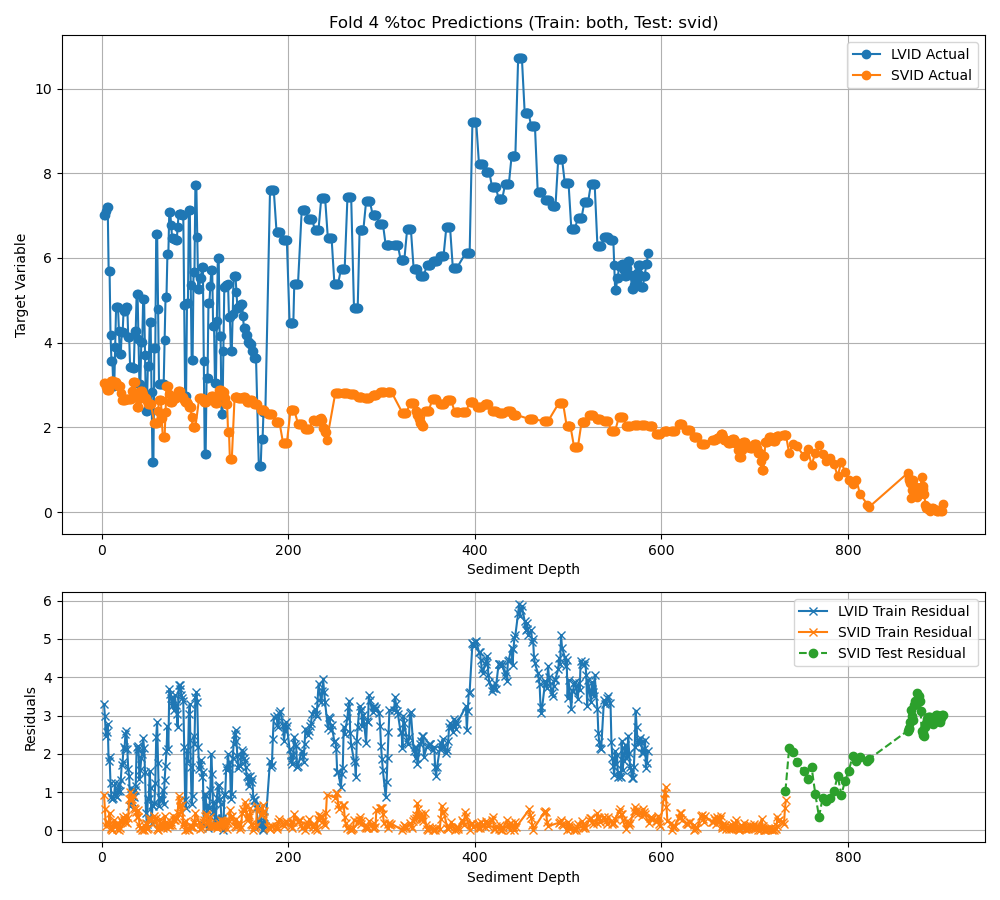 Fold 4 %toc Predictions (Train: both, Test: svid)
LVID Actual
SVID Actual
Target Variable
10
8
6
4
2
0
0 200 400 600 800
Sediment Depth
LVID Train Residual
SVID Train Residual
SVID Test Residual
Residuals
6
5
4
3
2
1
0
0 200 400 600 800
Sediment Depth